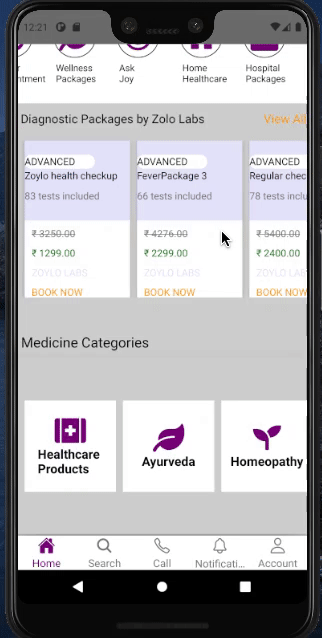 12:21
r
ntment
Wellness
Packages
Ask
Joy
Home
Healthcare
Hospital
Packages
Diagnostic Packages by Zolo Labs
View All
ADVANCED
Zoylo health checkup
83 tests included
₹ 3250.00
₹ 1299.00
ZOYLO LABS
BOOK NOW
ADVANCED
FeverPackage 3
66 tests included
₹ 4276.00
₹ 2299.00
ZOYLO LABS
BOOK NOW
ADVANCED
Regular chec
78 tests inclu
₹ 5400.00
₹ 2400.00
ZOYLO LABS
BOOK NOW
Medicine Categories
Healthcare
Products
Ayurveda
Homeopathy
Home
Search
Call
Notificati...
Account